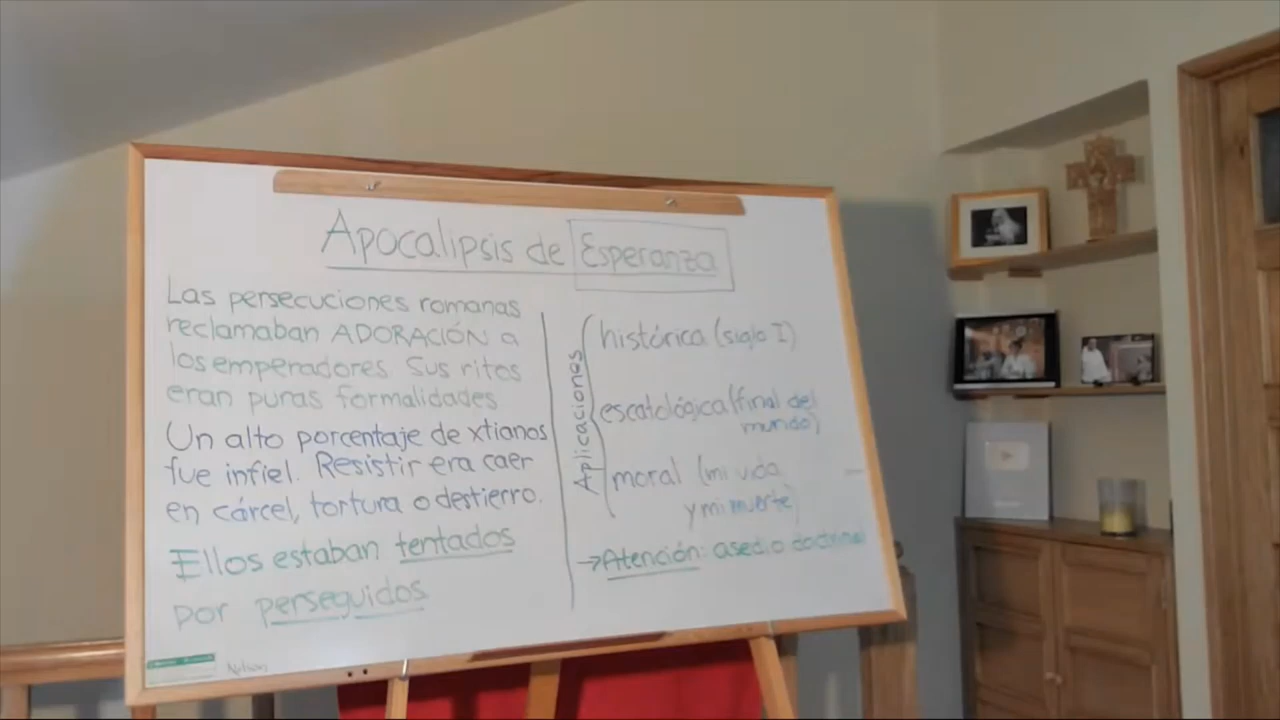 Apocalipsis de Esperanza
Las persecuciones romanas
reclamaban ADORACIÓN a
los emperadores. Sus ritos
eran puras formalidades
Un alto porcentaje de xtianos
fue infiel. Resistir era caer
en cárcel, tortura o destierro.
Ellos estaban tentados
por perseguidos
Aplicaciones
histórica (siglo I)
escatológica (final del
mundo)
moral (mi vida
y mi muerte)
→Atención: asedio doctrinal
Nelson